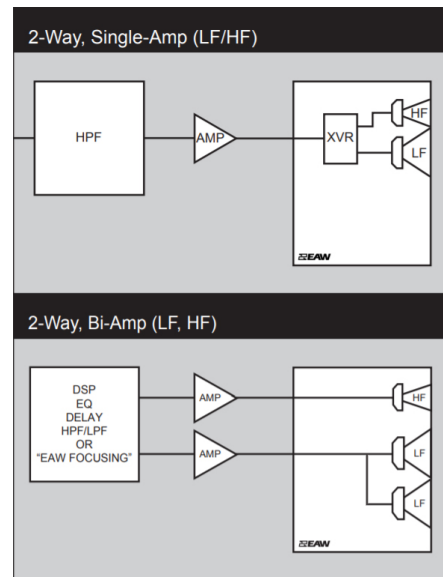 2-Way, Single-Amp (LF/HF)
HPF
AMP
XVR
HF
LF
EAW
2-Way, Bi-Amp (LF, HF)
DSP
EQ
DELAY
HPF/LPF
OR
"EAW FOCUSING"
AMP
AMP
HF
LF
LF
EAW